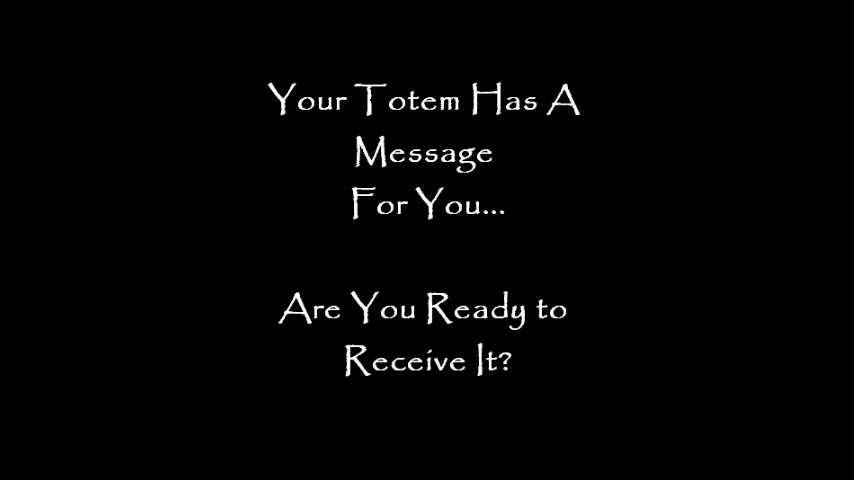 Your Totem Has A
Message
For You...
Are You Ready to
Receive It?